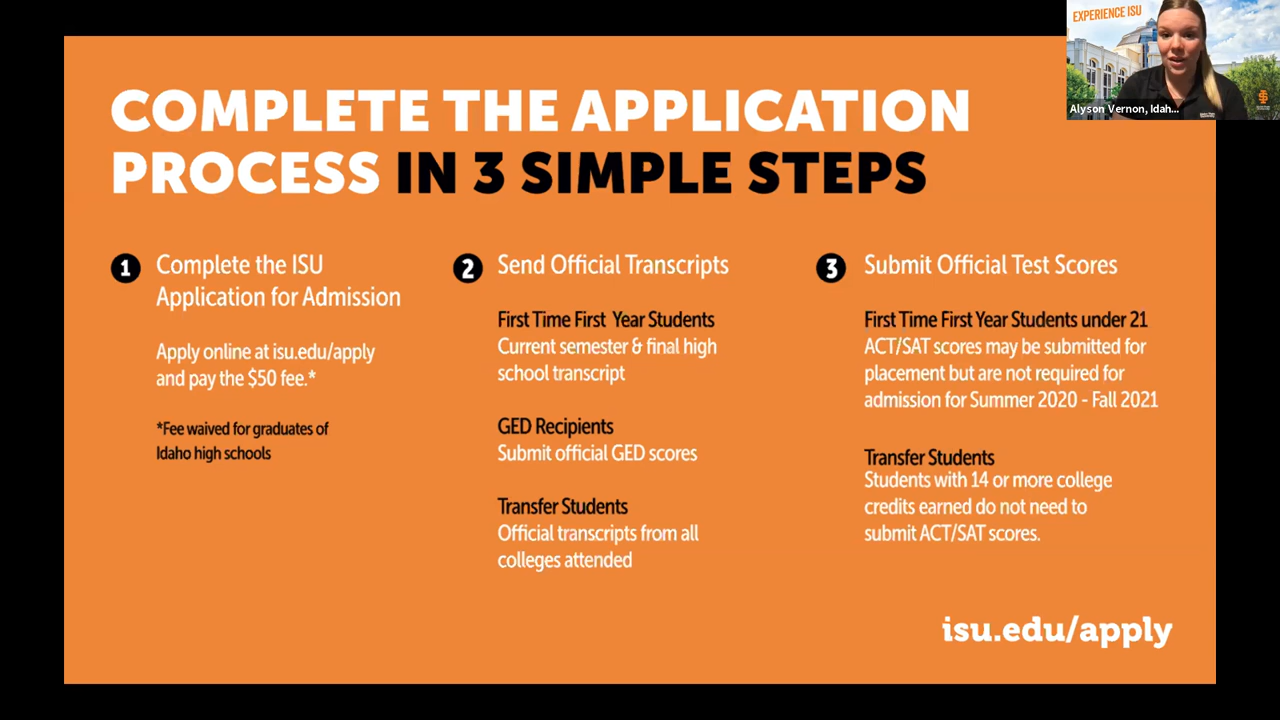 EXPERIENCE ISU
Alyson Vernon, Idah...
COMPLETE THE APPLICATION
PROCESS IN 3 SIMPLE STEPS
1 Complete the ISU
Application for Admission
Apply online at isu.edu/apply
and pay the $50 fee.*
*Fee waived for graduates of
Idaho high schools
2 Send Official Transcripts
First Time First Year Students
Current semester & final high
school transcript
GED Recipients
Submit official GED scores
Transfer Students
Official transcripts from all
colleges attended
3 Submit Official Test Scores
First Time First Year Students under 21
ACT/SAT scores may be submitted for
placement but are not required for
admission for Summer 2020 - Fall 2021
Transfer Students
Students with 14 or more college
credits earned do not need to
submit ACT/SAT scores.
isu.edu/apply